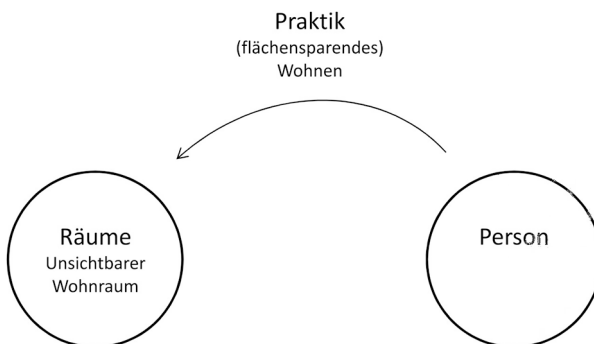 Praktik
(flächensparendes)
Wohnen
Räume
Unsichtbarer
Wohnraum
Person